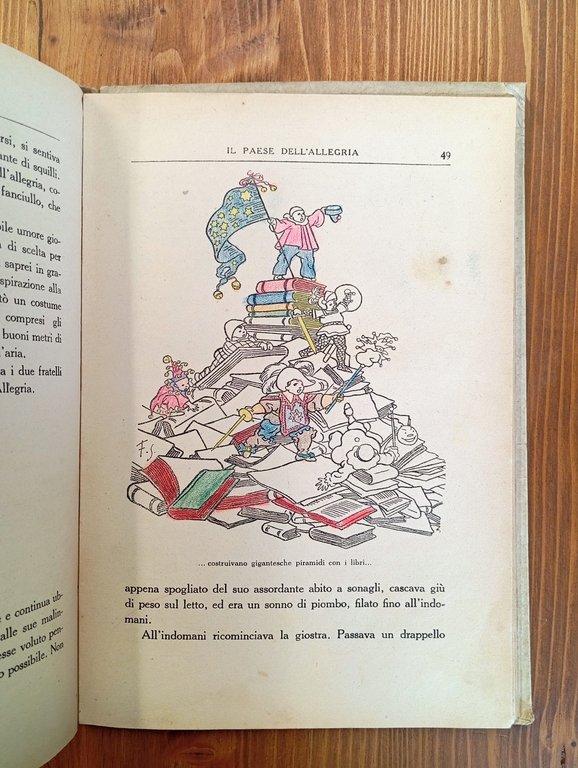 rsi, si sentiva
ante di squilli.
ll'allegria, co-
fanciullo, che
bile umore gio-
a di scelta per
i saprei in gra-
spirazione alla
tò un costume
compresi gli
buoni metri di
l'aria.
a i due fratelli
Allegria.
e continua ub-
alle sue malin-
esse voluto pen-
o possibile. Non
IL PAESE DELL'ALLEGRIA 49
F. S
... costruivano gigantesche piramidi con i libri...
appena spogliato del suo assordante abito a sonagli, cascava giù
di peso sul letto, ed era un sonno di piombo, filato fino all'indo-
mani.
All'indomani ricominciava la giostra. Passava un drappello